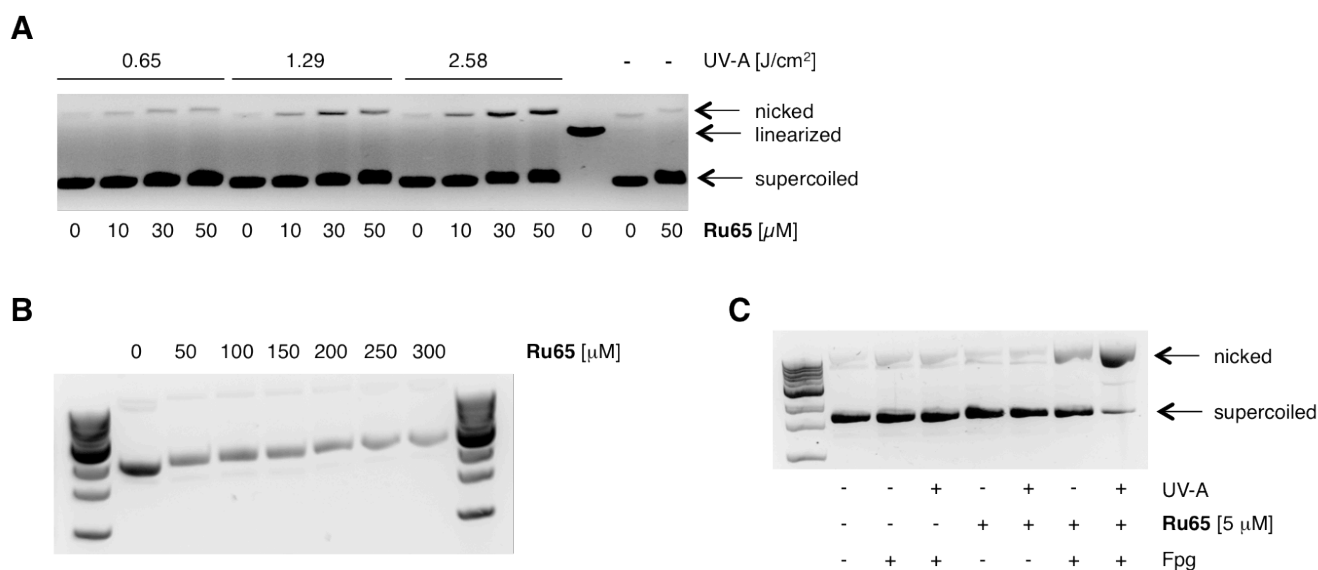 A
0.65 1.29 2.58 - - UV-A [J/cm²]
nicked
linearized
supercoiled
0 10 30 50 0 10 30 50 0 10 30 50 0 0 50 Ru65 [µM]
B
0 50 100 150 200 250 300 Ru65 [µM]
C
nicked
supercoiled
- - + - + - + UV-A
- - - + + + + Ru65 [5 µM]
- + + - - + + Fpg